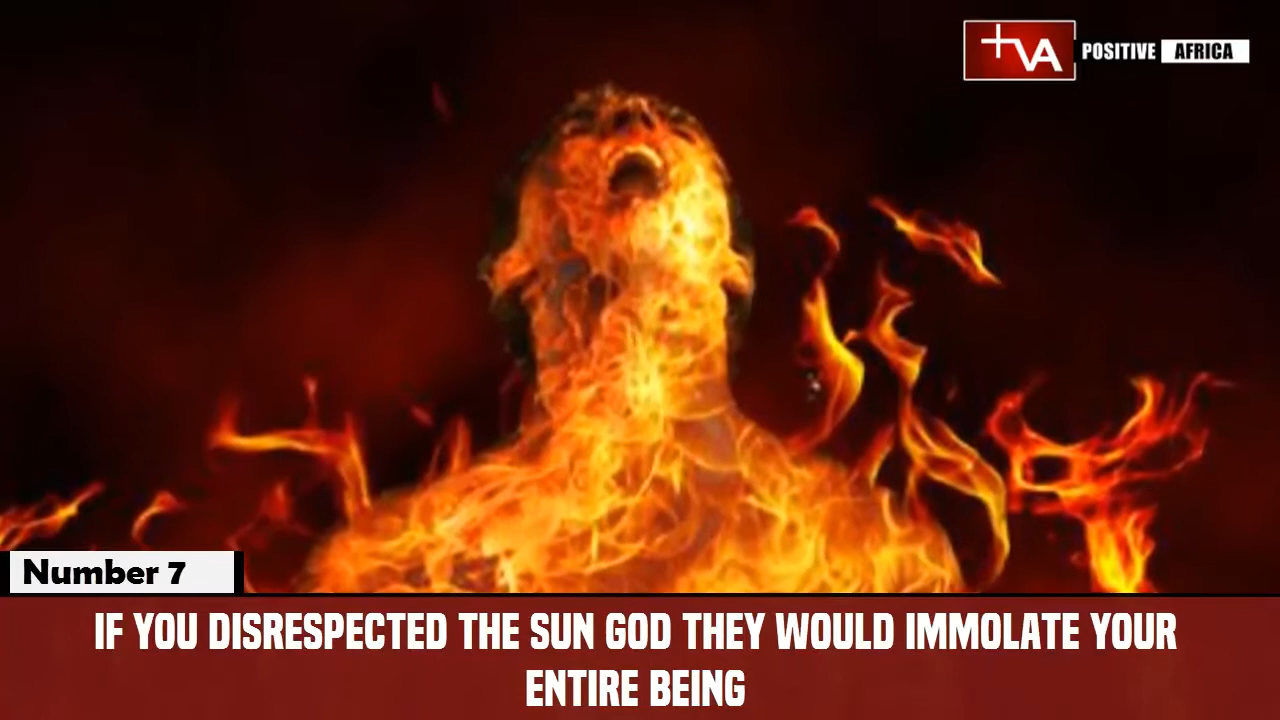 +VA POSITIVE AFRICA
Number 7
IF YOU DISRESPECTED THE SUN GOD THEY WOULD IMMOLATE YOUR
ENTIRE BEING